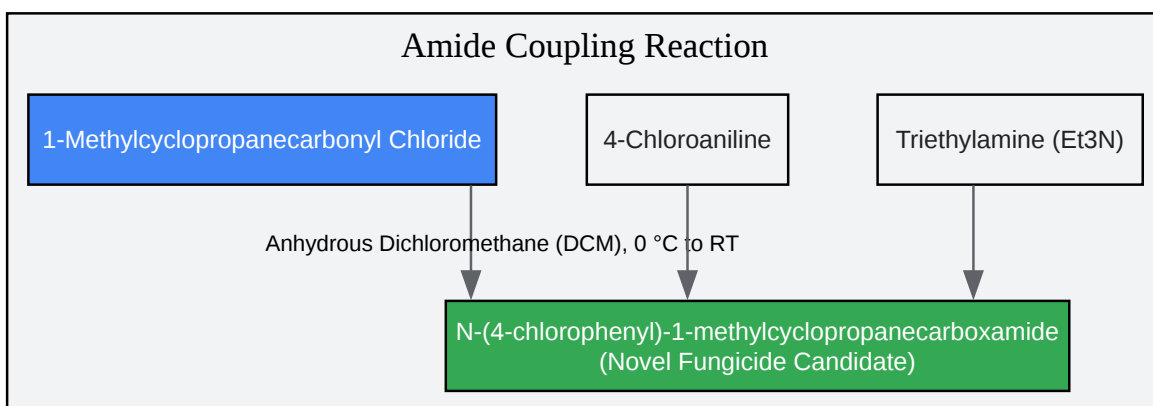 Amide Coupling Reaction
1-Methylcyclopropanecarbonyl Chloride
4-Chloroaniline
Triethylamine (Et3N)
Anhydrous Dichloromethane (DCM), 0 °C to RT
N-(4-chlorophenyl)-1-methylcyclopropanecarboxamide
(Novel Fungicide Candidate)